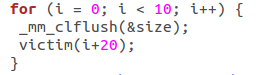 for (i = 0; i < 10; i++) {
_mm_clflush(&size);
victim(i+20);
}